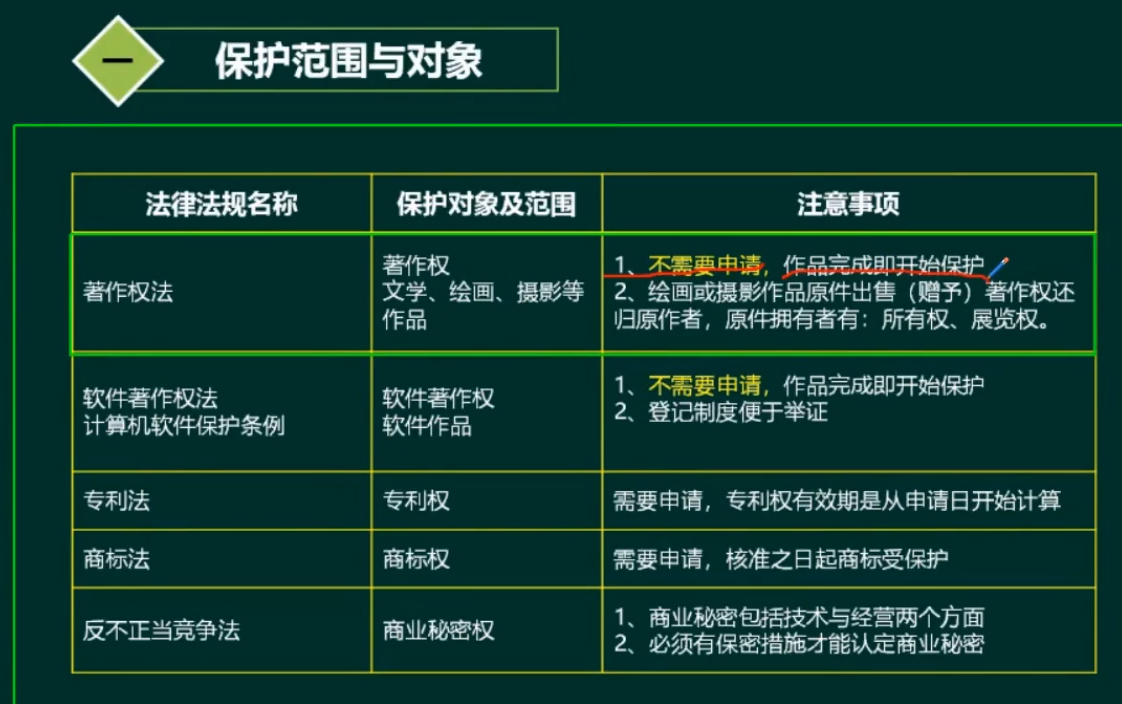 一
保护范围与对象
法律法规名称 保护对象及范围 注意事项
著作权法
著作权
文学、绘画、摄影等
作品
1、不需要申请，作品完成即开始保护
2、绘画或摄影作品原件出售（赠予）著作权还
归原作者，原件拥有者有：所有权、展览权。
软件著作权法
计算机软件保护条例
软件著作权
软件作品
1、不需要申请，作品完成即开始保护
2、登记制度便于举证
专利法 专利权 需要申请，专利权有效期是从申请日开始计算
商标法 商标权 需要申请，核准之日起商标受保护
反不正当竞争法 商业秘密权
1、商业秘密包括技术与经营两个方面
2、必须有保密措施才能认定商业秘密